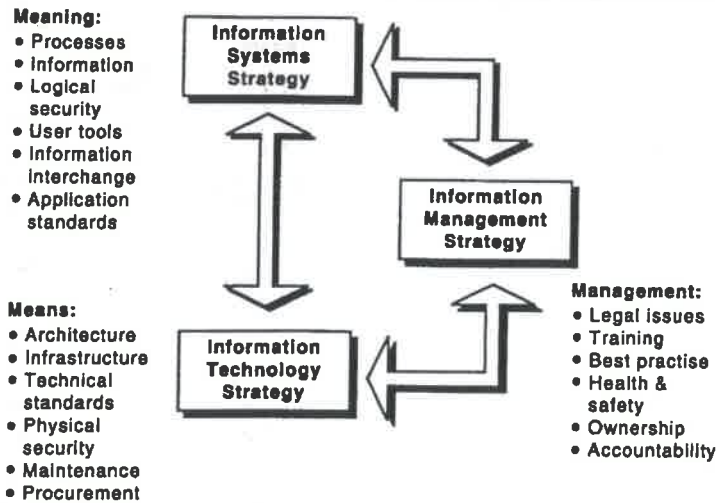 Meaning:
• Processes
• Information
• Logical
security
• User tools
• Information
interchange
• Application
standards
Information
Systems
Strategy
Information
Management
Strategy
Means:
• Architecture
• Infrastructure
• Technical
standards
• Physical
security
• Maintenance
• Procurement
Information
Technology
Strategy
Management:
• Legal issues
• Training
• Best practise
• Health &
safety
• Ownership
• Accountability